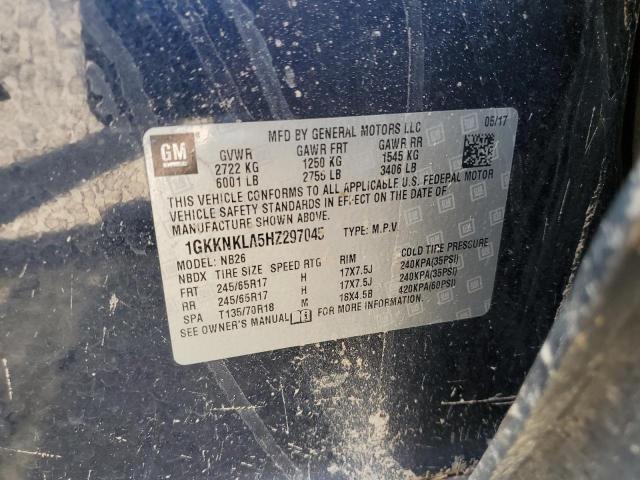 GM
MFD BY GENERAL MOTORS LLC 05/17
GVWR GAWR FRT GAWR RR
2722 KG 1250 KG 1545 KG
6001 LB 2755 LB 3406 LB
THIS VEHICLE CONFORMS TO ALL APPLICABLE U.S. FEDERAL MOTOR
VEHICLE SAFETY STANDARDS IN EFFECT ON THE DATE OF
MANUFACTURE SHOWN ABOVE.
1GKKNKLA5HZ297045 TYPE: M.P.V.
MODEL: NB26
NBDX TIRE SIZE SPEED RTG RIM COLD TIRE PRESSURE
FRT 245/65R17 H 17X7.5J 240KPA(35PSI)
RR 245/65R17 H 17X7.5J 240KPA(35PSI)
SPA T135/70R18 M 18X4.5B 420KPA(60PSI)
SEE OWNER'S MANUAL FOR MORE INFORMATION.